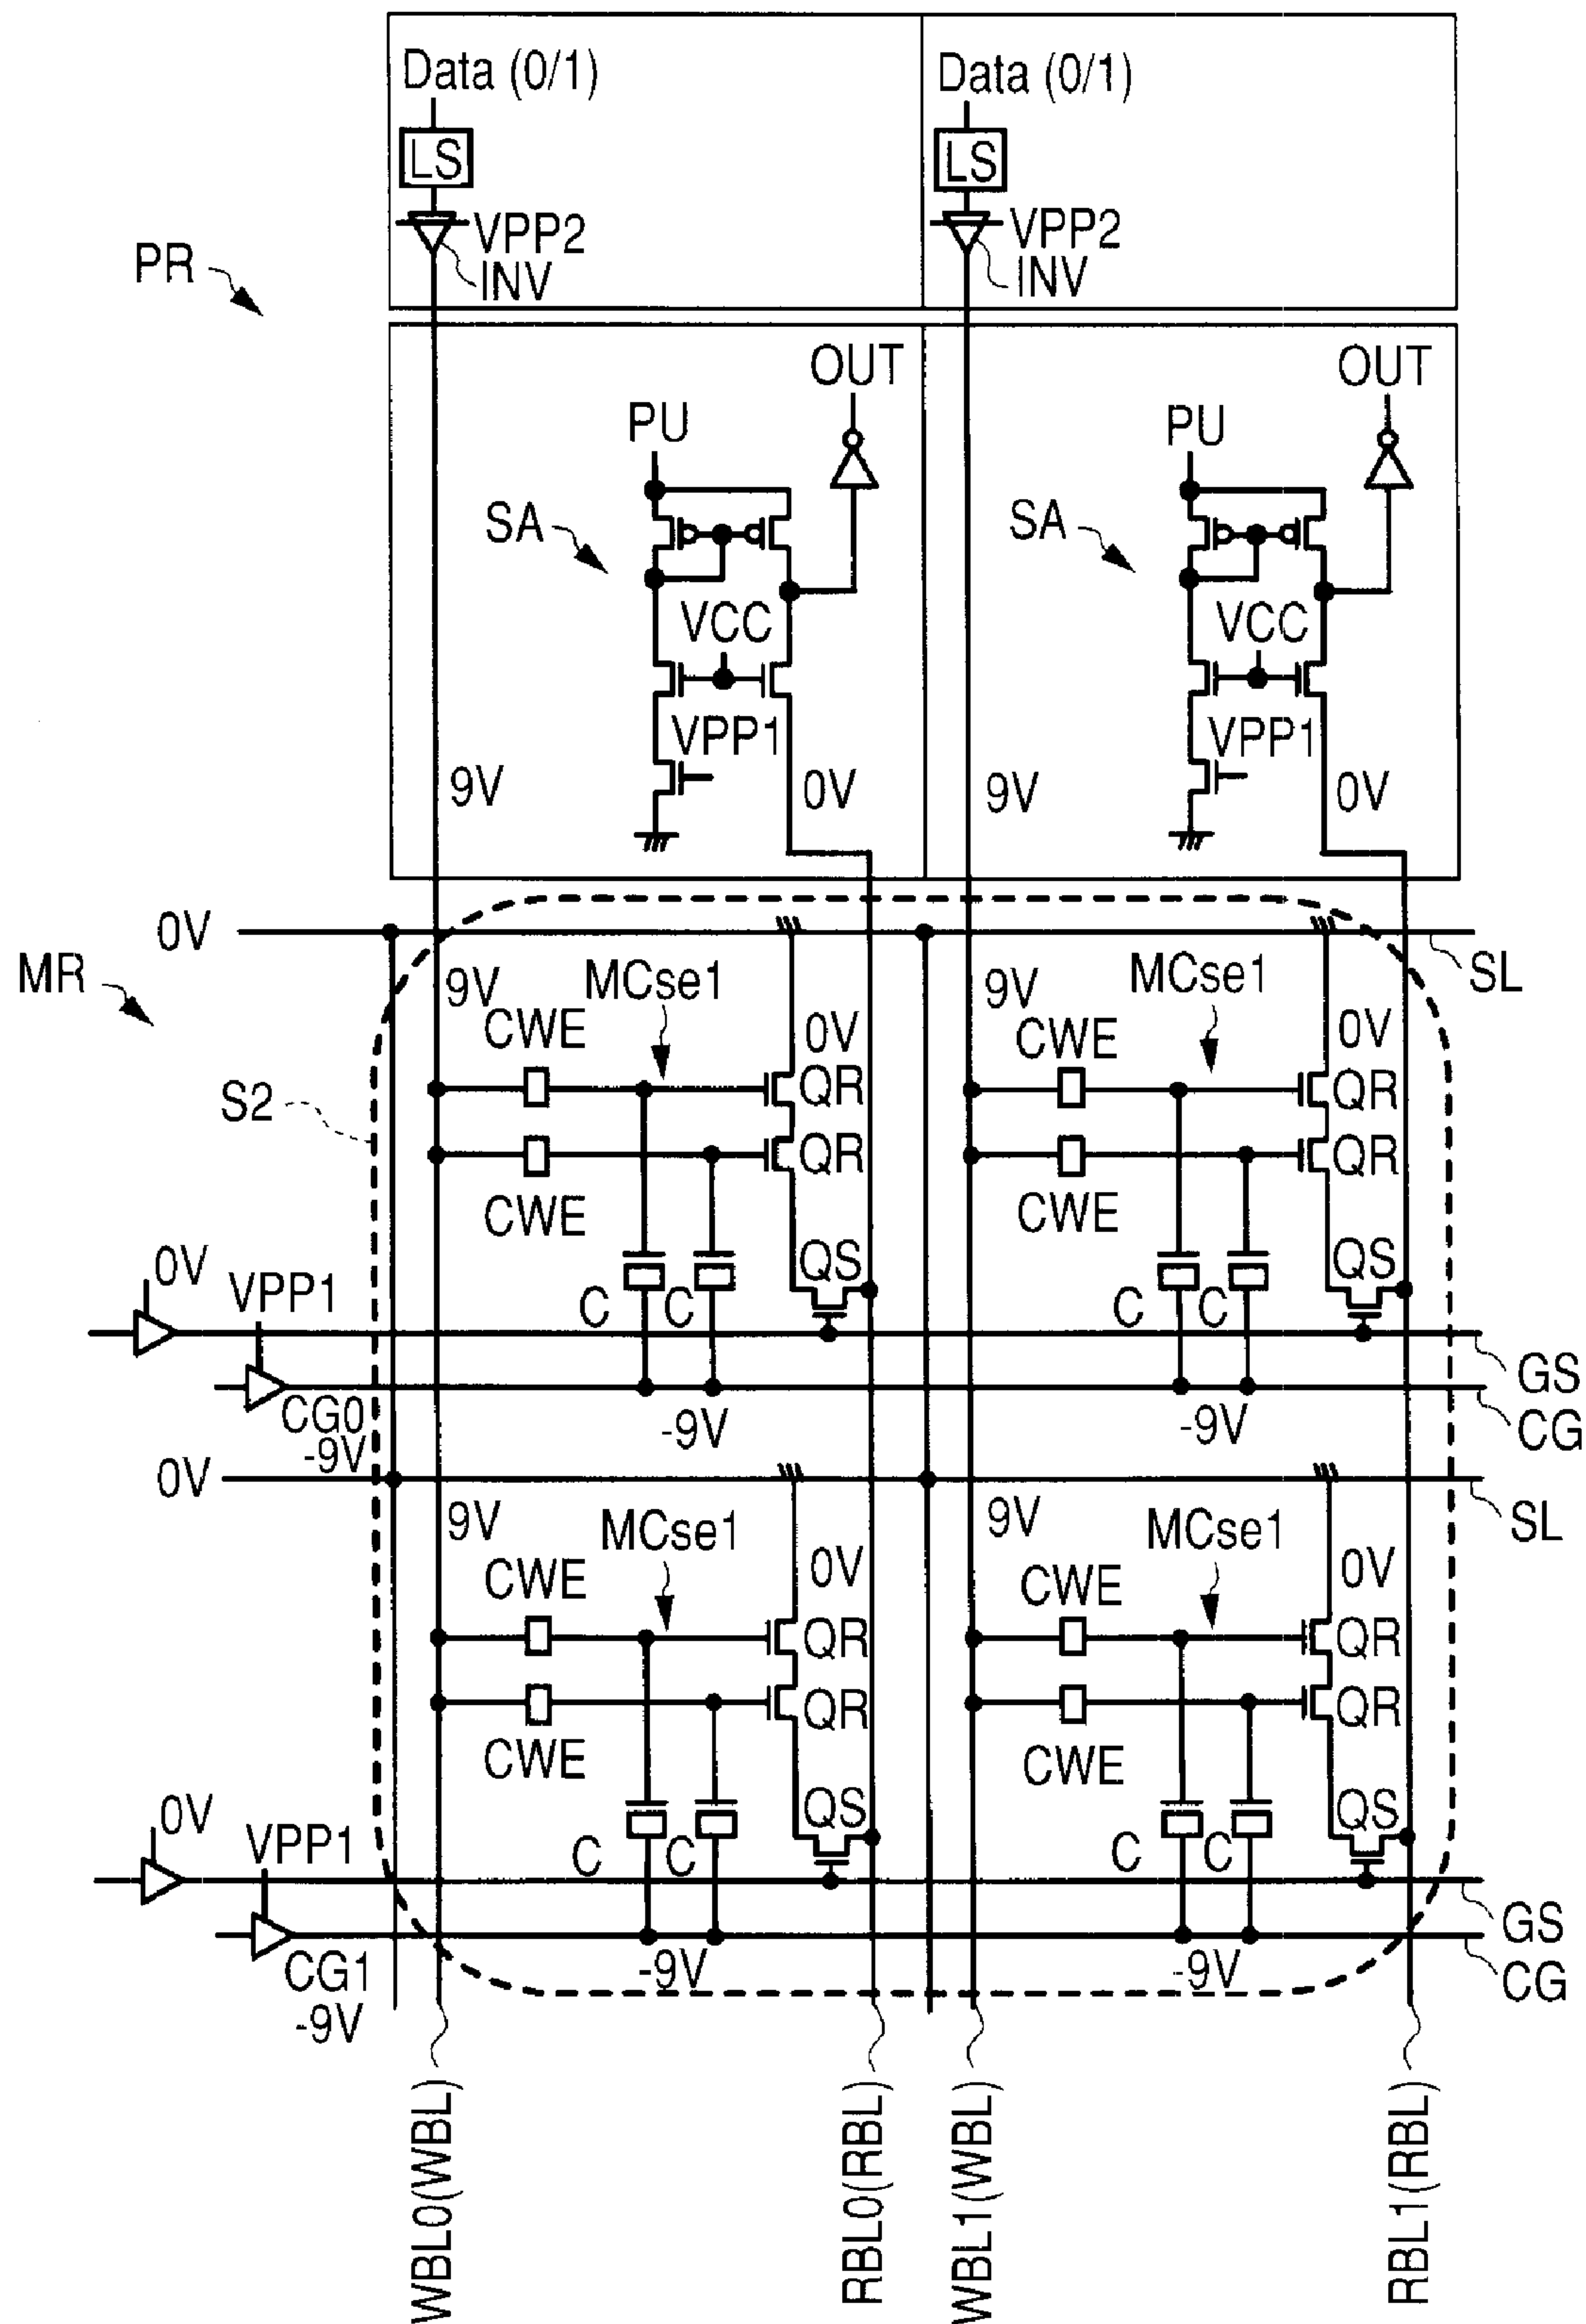 Data (0/1)
Data (0/1)
LS
LS
VPP2
VPP2
INV
INV
PR
OUT
OUT
PU
PU
SA
SA
VCC
VCC
VPP1
VPP1
9V
0V
9V
0V
0V
SL
MR
9V
MCse1
9V
MCse1
CWE
0V
CWE
0V
QR
QR
S2
QR
QR
CWE
CWE
0V
QS
QS
VPP1
C
C
C
C
GS
CG0
-9V
-9V
CG
-9V
0V
SL
9V
MCse1
9V
MCse1
CWE
0V
CWE
0V
QR
QR
QR
QR
CWE
CWE
0V
QS
QS
VPP1
C
C
C
C
GS
CG1
-9V
-9V
CG
-9V
WBL0(WBL)
RBL0(RBL)
WBL1(WBL)
RBL1(RBL)